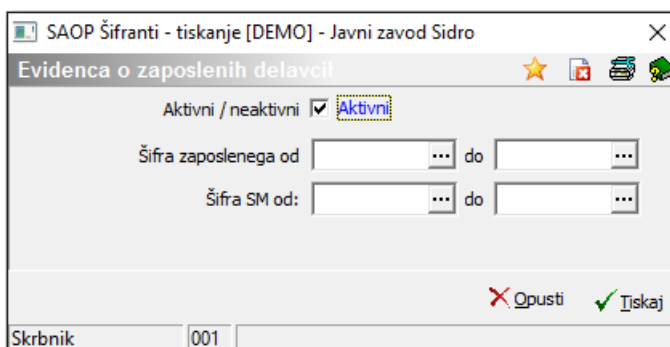 SAOP Šifranti - tiskanje [DEMO] - Javni zavod Sidro
Evidenca o zaposlenih delavcih
Aktivni / neaktivni Aktivni
Šifra zaposlenega od ... do ...
Šifra SM od: ... do ...
Opusti Tiskaj
Skrbnik 001